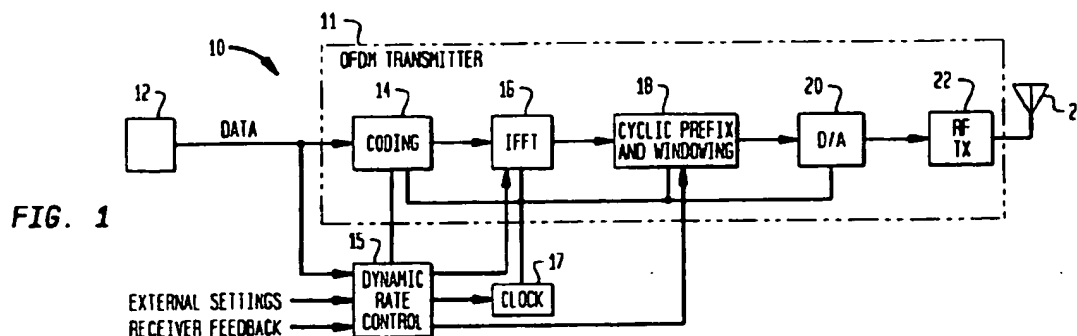 11
10
OFDM TRANSMITTER
12
14
16
18
20
22
2
DATA
CODING
IFFT
CYCLIC PREFIX
AND WINDOWING
D/A
RF
TX
FIG. 1
15
17
DYNAMIC
RATE
CONTROL
CLOCK
EXTERNAL SETTINGS
RECEIVER FEEDBACK